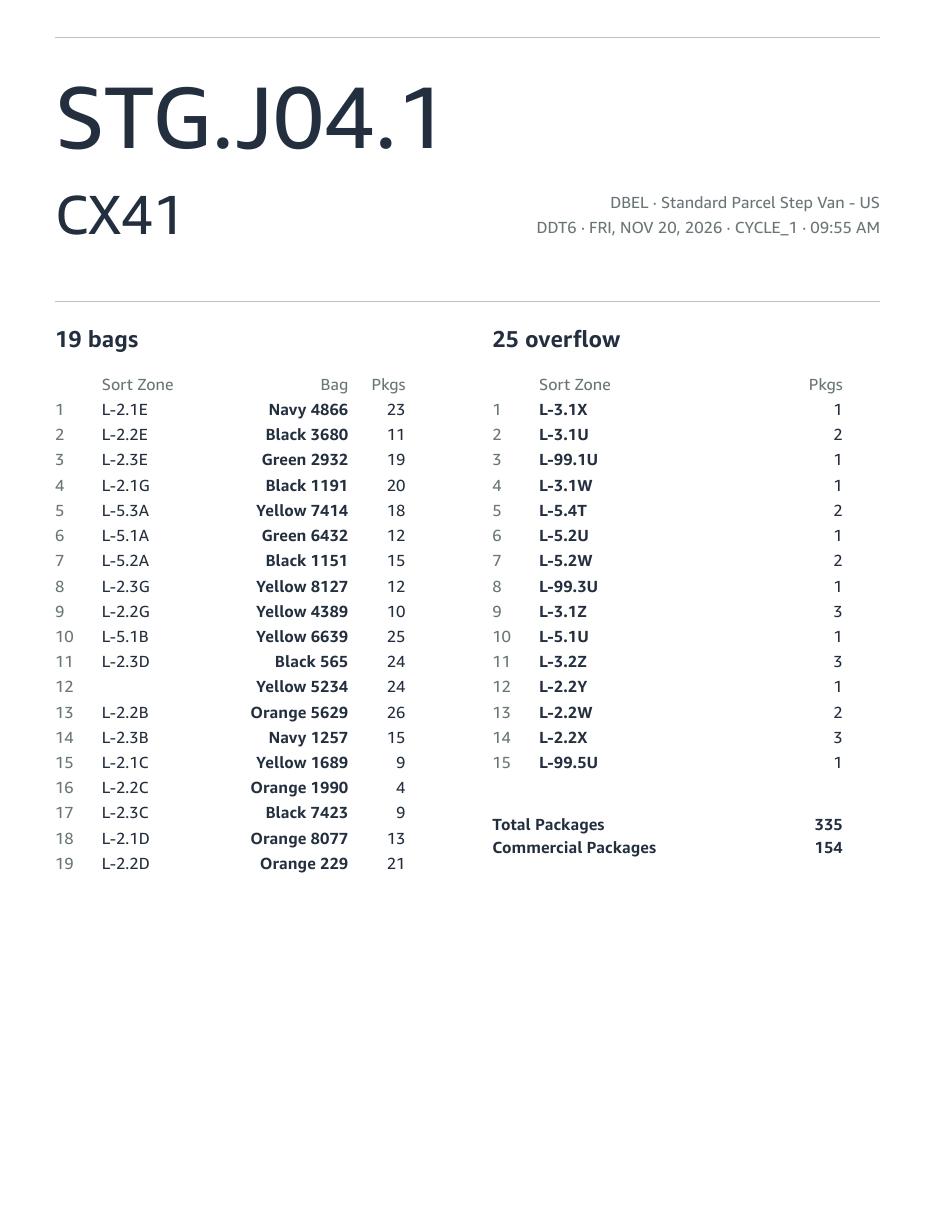 STG.J04.1
CX41
DBEL · Standard Parcel Step Van - US
DDT6 · FRI, NOV 20, 2026 · CYCLE_1 · 09:55 AM
19 bags
Sort Zone Bag Pkgs
1 L-2.1E Navy 4866 23
2 L-2.2E Black 3680 11
3 L-2.3E Green 2932 19
4 L-2.1G Black 1191 20
5 L-5.3A Yellow 7414 18
6 L-5.1A Green 6432 12
7 L-5.2A Black 1151 15
8 L-2.3G Yellow 8127 12
9 L-2.2G Yellow 4389 10
10 L-5.1B Yellow 6639 25
11 L-2.3D Black 565 24
12 Yellow 5234 24
13 L-2.2B Orange 5629 26
14 L-2.3B Navy 1257 15
15 L-2.1C Yellow 1689 9
16 L-2.2C Orange 1990 4
17 L-2.3C Black 7423 9
18 L-2.1D Orange 8077 13
19 L-2.2D Orange 229 21
25 overflow
Sort Zone Pkgs
1 L-3.1X 1
2 L-3.1U 2
3 L-99.1U 1
4 L-3.1W 1
5 L-5.4T 2
6 L-5.2U 1
7 L-5.2W 2
8 L-99.3U 1
9 L-3.1Z 3
10 L-5.1U 1
11 L-3.2Z 3
12 L-2.2Y 1
13 L-2.2W 2
14 L-2.2X 3
15 L-99.5U 1
Total Packages 335
Commercial Packages 154